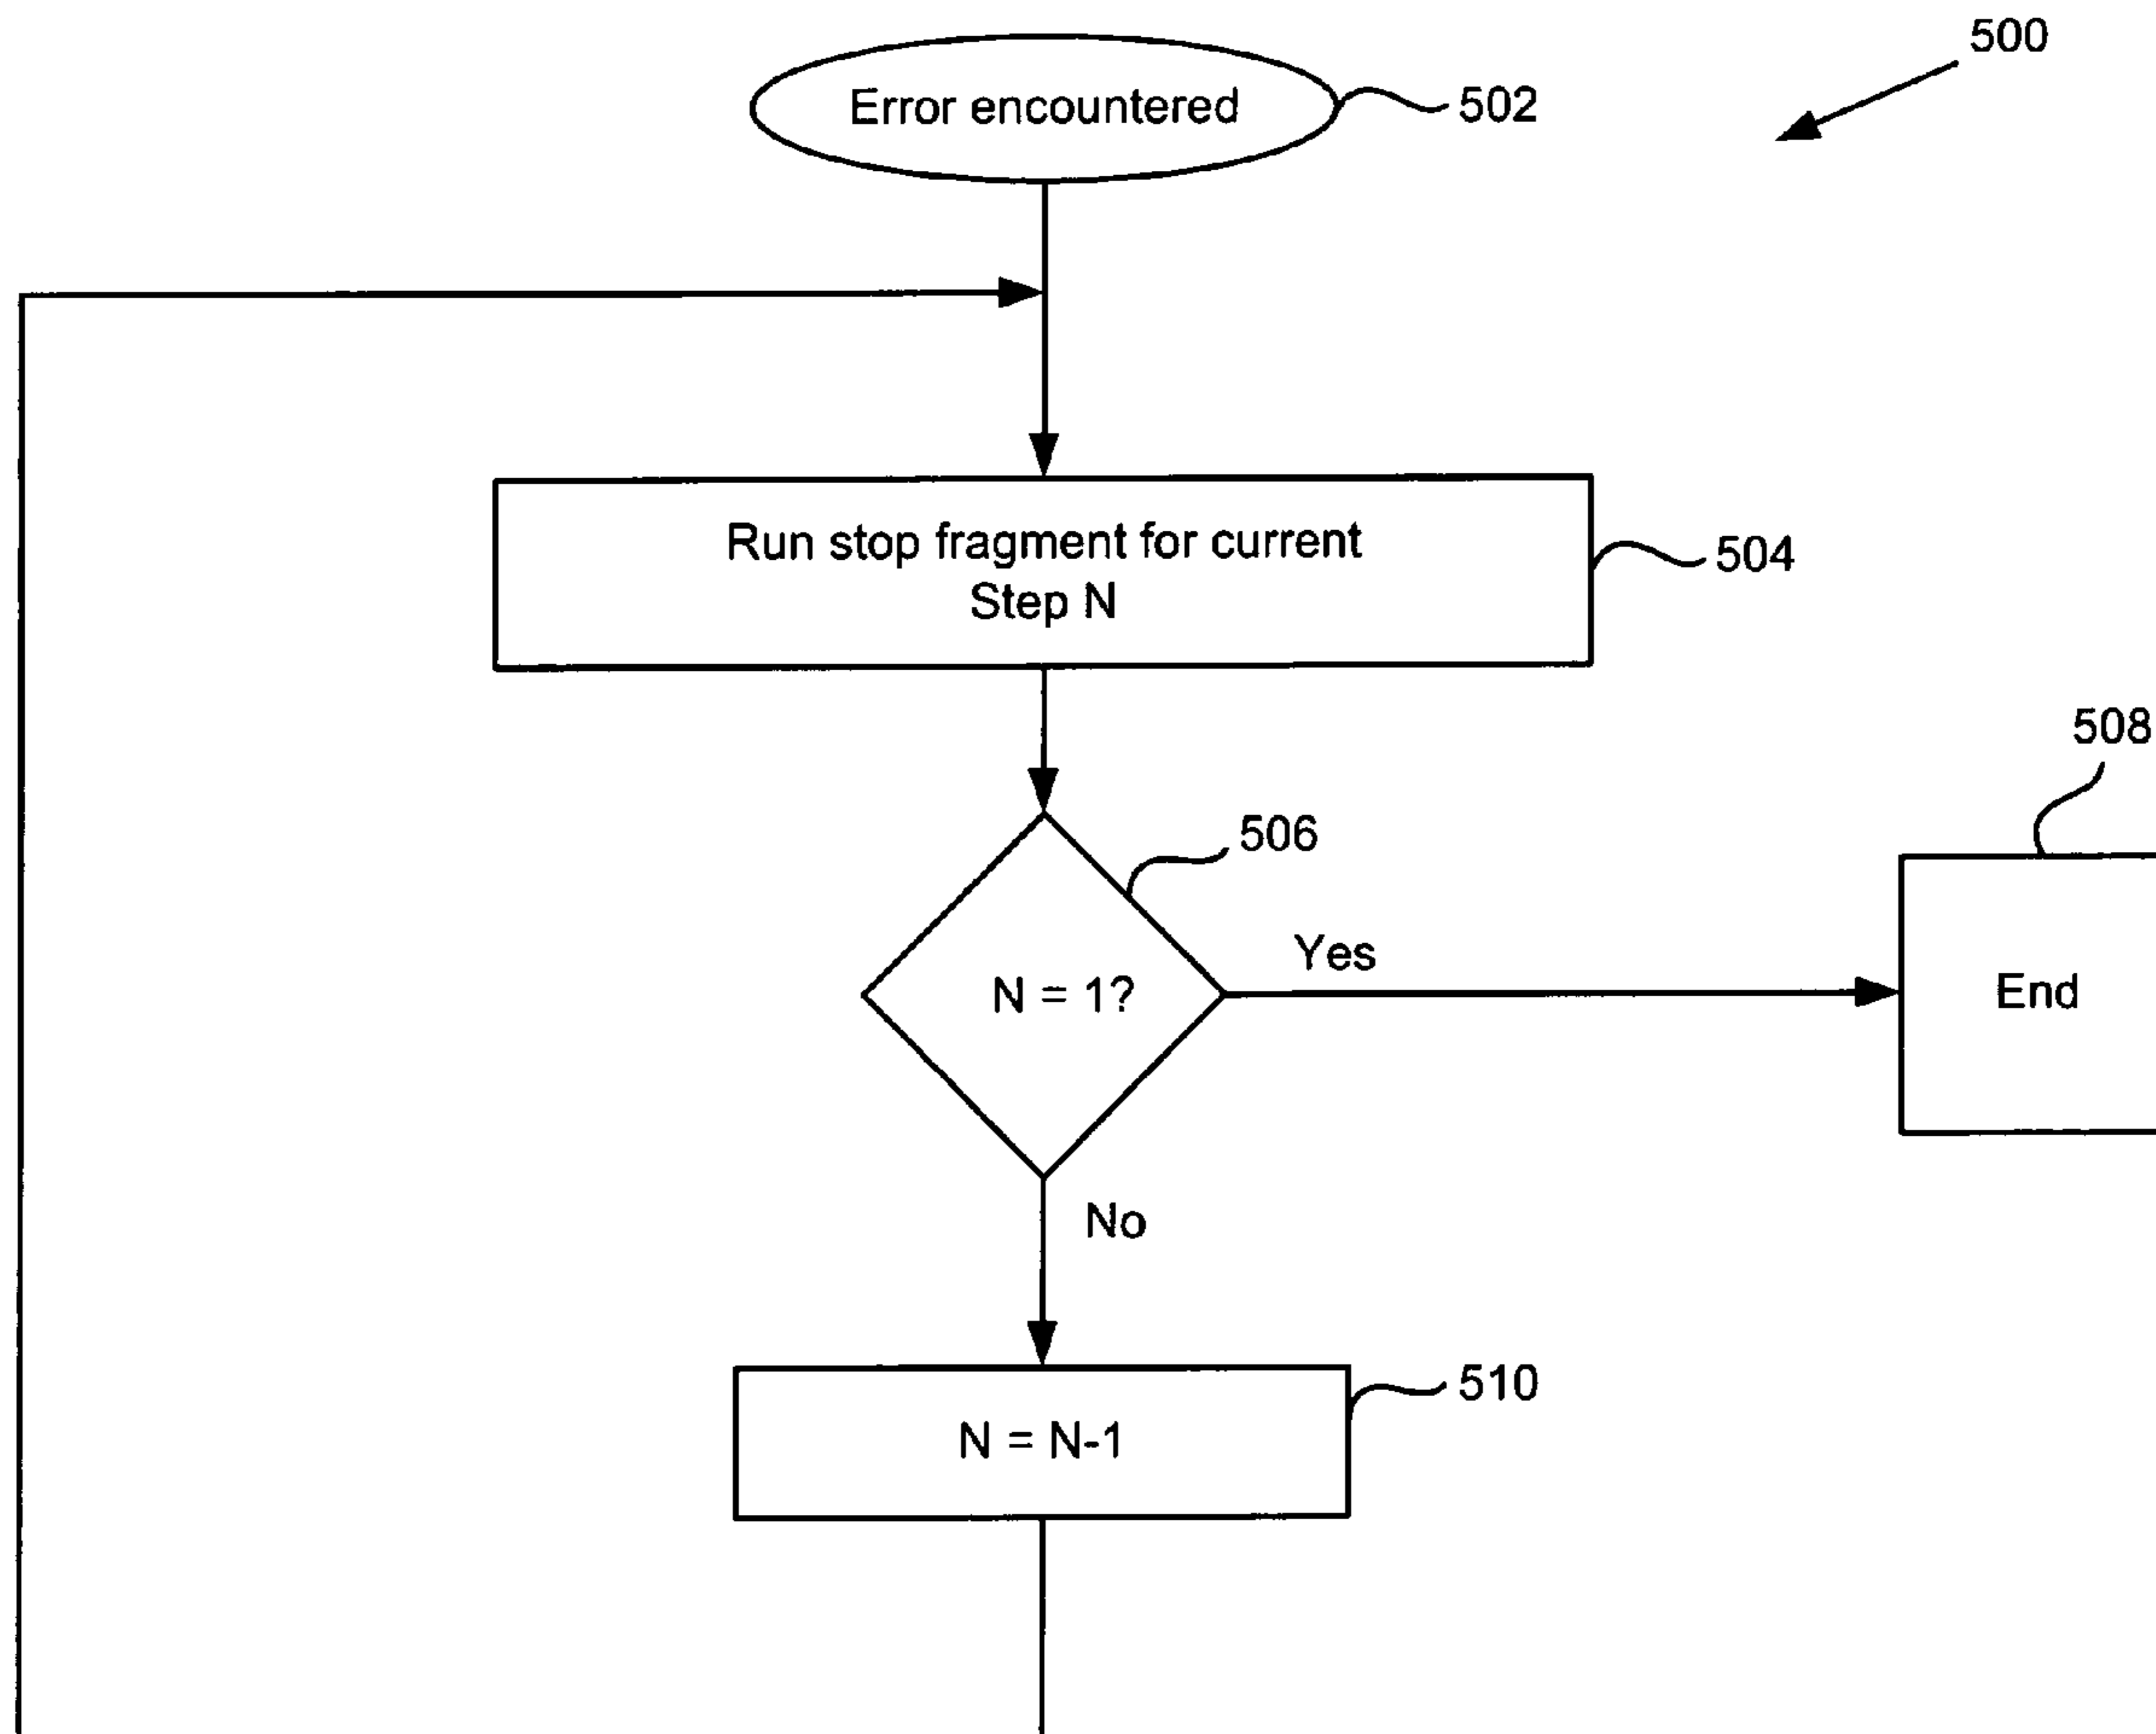 500
Error encountered
502
Run stop fragment for current
Step N
504
508
506
N = 1?
Yes
End
No
510
N = N-1